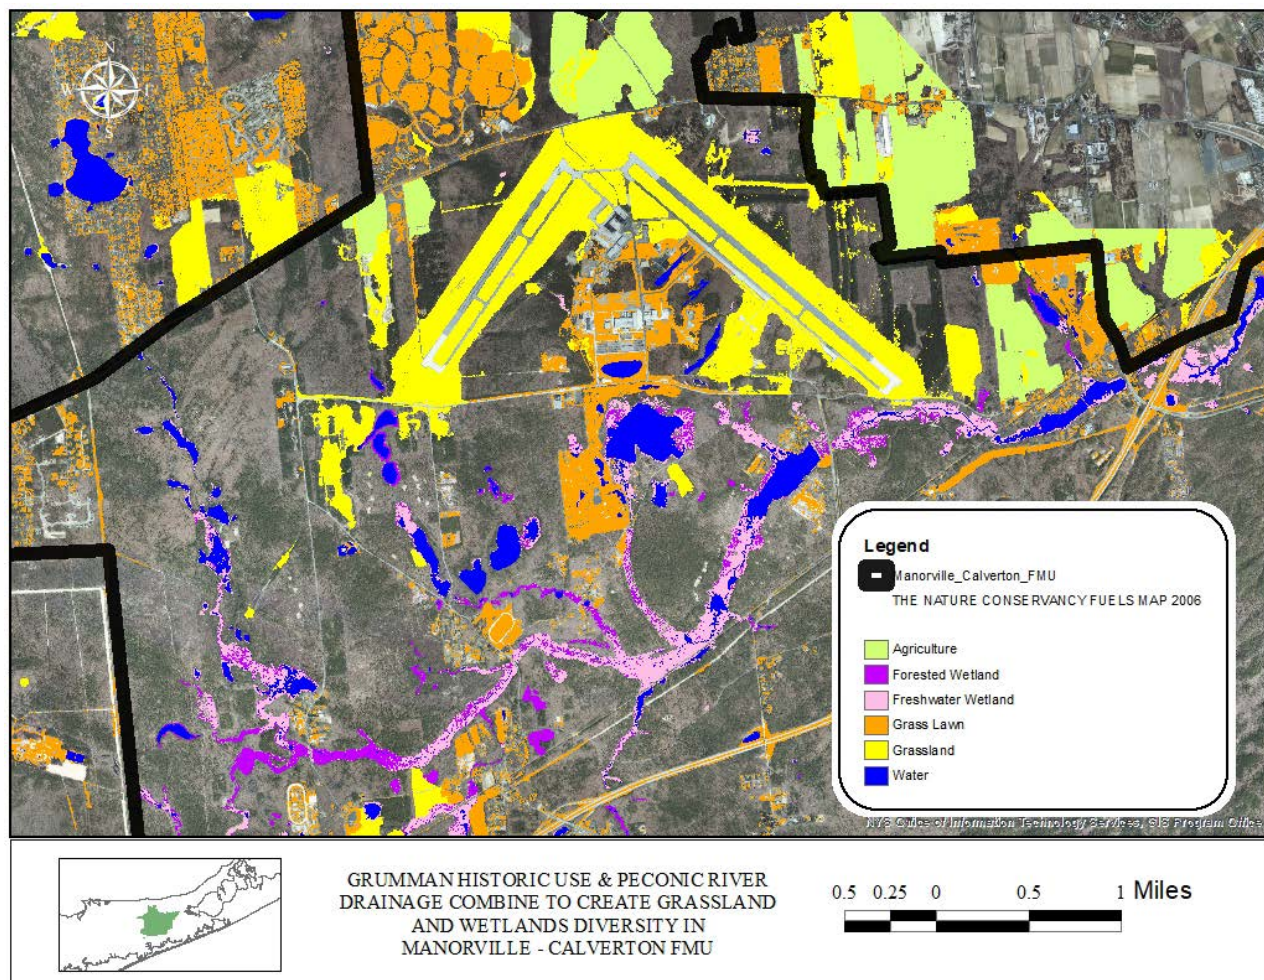 N
W
E
S
Legend
Manorville_Calverton_FMU
THE NATURE CONSERVANCY FUELS MAP 2006
Agriculture
Forested Wetland
Freshwater Wetland
Grass Lawn
Grassland
Water
NYS Office of Information Technology Services, GIS Program Office
GRUMMAN HISTORIC USE & PECONIC RIVER
DRAINAGE COMBINE TO CREATE GRASSLAND
AND WETLANDS DIVERSITY IN
MANORVILLE - CALVERTON FMU
0.5 0.25 0 0.5 1 Miles